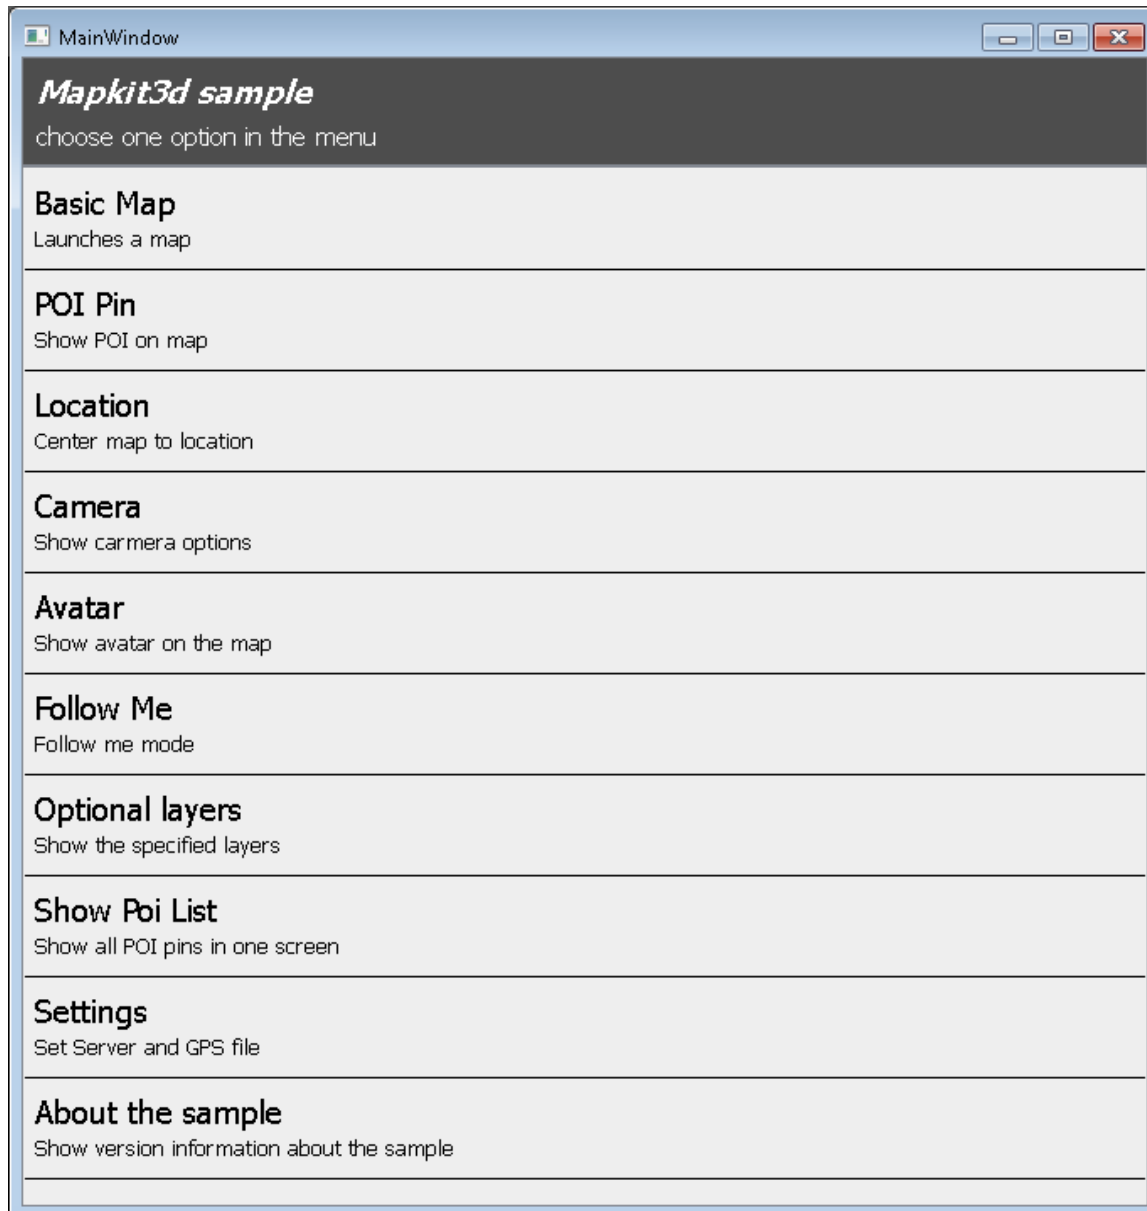 MainWindow
Mapkit3d sample
choose one option in the menu
Basic Map
Launches a map
POI Pin
Show POI on map
Location
Center map to location
Camera
Show carmera options
Avatar
Show avatar on the map
Follow Me
Follow me mode
Optional layers
Show the specified layers
Show Poi List
Show all POI pins in one screen
Settings
Set Server and GPS file
About the sample
Show version information about the sample